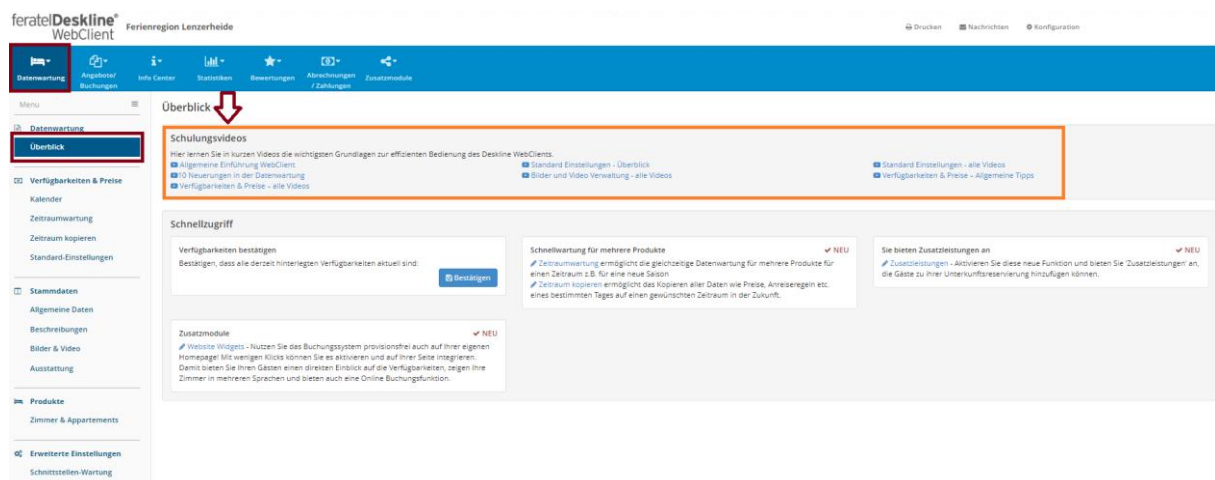 feratel Deskline®
WebClient
Ferienregion Lenzerheide
Drucken
Nachrichten
Konfiguration
Datenwartung
Angebote/
Buchungen
Info Center
Statistiken
Bewertungen
Abrechnungen
/ Zahlungen
Zusatzmodule
Menu
Datenwartung
Überblick
Verfügbarkeiten & Preise
Kalender
Zeitraumwartung
Zeitraum kopieren
Standard-Einstellungen
Stammdaten
Allgemeine Daten
Beschreibungen
Bilder & Video
Ausstattung
Produkte
Zimmer & Appartements
Erweiterte Einstellungen
Schnittstellen-Wartung
Überblick
Schulungsvideos
Hier lernen Sie in kurzen Videos die wichtigsten Grundlagen zur effizienten Bedienung des Deskline WebClients.
Allgemeine Einführung WebClient
10 Neuerungen in der Datenwartung
Verfügbarkeiten & Preise – alle Videos
Standard Einstellungen - Überblick
Bilder und Video Verwaltung - alle Videos
Standard Einstellungen - alle Videos
Verfügbarkeiten & Preise – Allgemeine Tipps
Schnellzugriff
Verfügbarkeiten bestätigen
Bestätigen, dass alle derzeit hinterlegten Verfügbarkeiten aktuell sind:
Bestätigen
Schnellwartung für mehrere Produkte
NEU
Zeitraumwartung ermöglicht die gleichzeitige Datenwartung für mehrere Produkte für
einen Zeitraum z.B. für eine neue Saison
Zeitraum kopieren ermöglicht das Kopieren aller Daten wie Preise, Anreiseregeln etc.
eines bestimmten Tages auf einen gewünschten Zeitraum in der Zukunft.
Sie bieten Zusatzleistungen an
NEU
Zusatzleistungen - Aktivieren Sie diese neue Funktion und bieten Sie 'Zusatzleistungen' an,
die Gäste zu ihrer Unterkunftsreservierung hinzufügen können.
Zusatzmodule
NEU
Website Widgets - Nutzen Sie das Buchungssystem provisionsfrei auch auf Ihrer eigenen
Homepage! Mit wenigen Klicks können Sie es aktivieren und auf Ihrer Seite integrieren.
Damit bieten Sie Ihren Gästen einen direkten Einblick auf die Verfügbarkeiten, zeigen Ihre
Zimmer in mehreren Sprachen und bieten auch eine Online Buchungsfunktion.